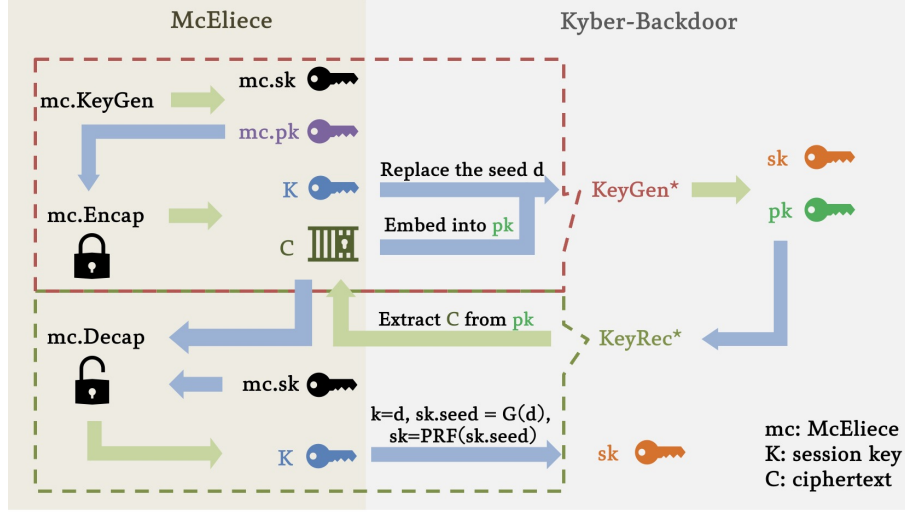 McEliece
Kyber-Backdoor
mc.sk
mc.KeyGen
mc.pk
K
Replace the seed d
KeyGen*
sk
mc.Encap
pk
C
Embed into pk
Extract C from pk
mc.Decap
KeyRec*
mc.sk
k=d, sk.seed = G(d),
sk=PRF(sk.seed)
K
sk
mc: McEliece
K: session key
C: ciphertext